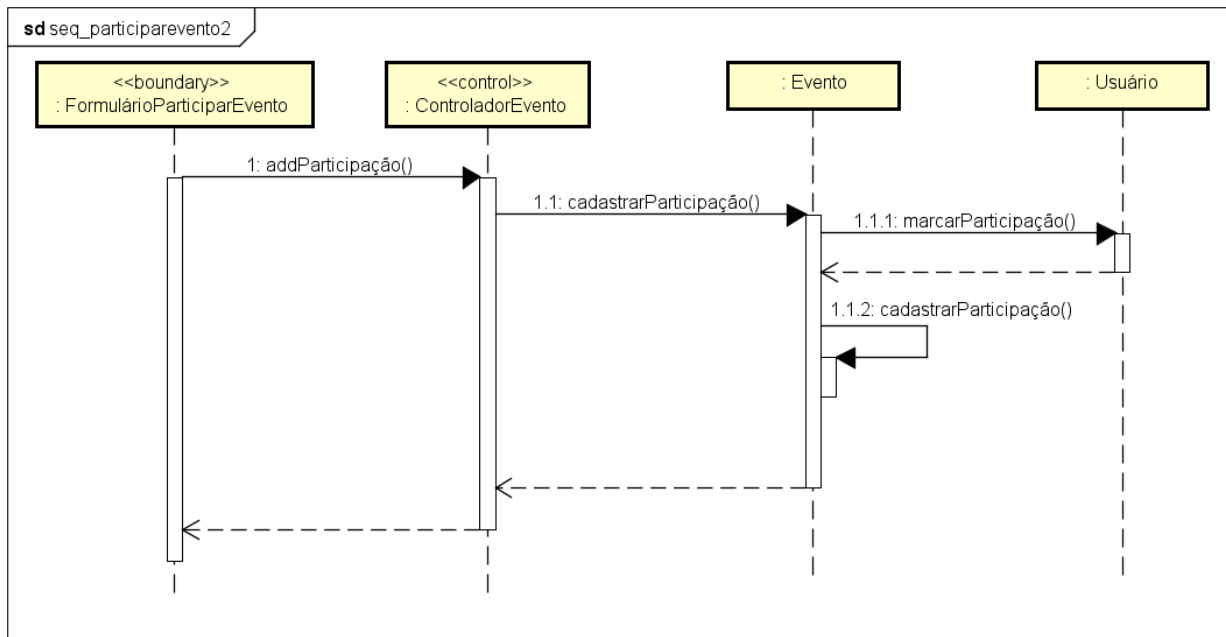 sd seq_participarevento2
<<boundary>>
: FormulárioParticiparEvento
<<control>>
: ControladorEvento
: Evento
: Usuário
1: addParticipação()
1.1: cadastrarParticipação()
1.1.1: marcarParticipação()
1.1.2: cadastrarParticipação()